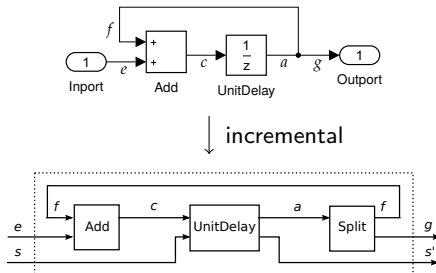 f
1
e
+
+
c
1
z
a
g
1
Inport
Add
UnitDelay
Outport
incremental
f
c
a
f
e
Add
UnitDelay
Split
g
s
s'